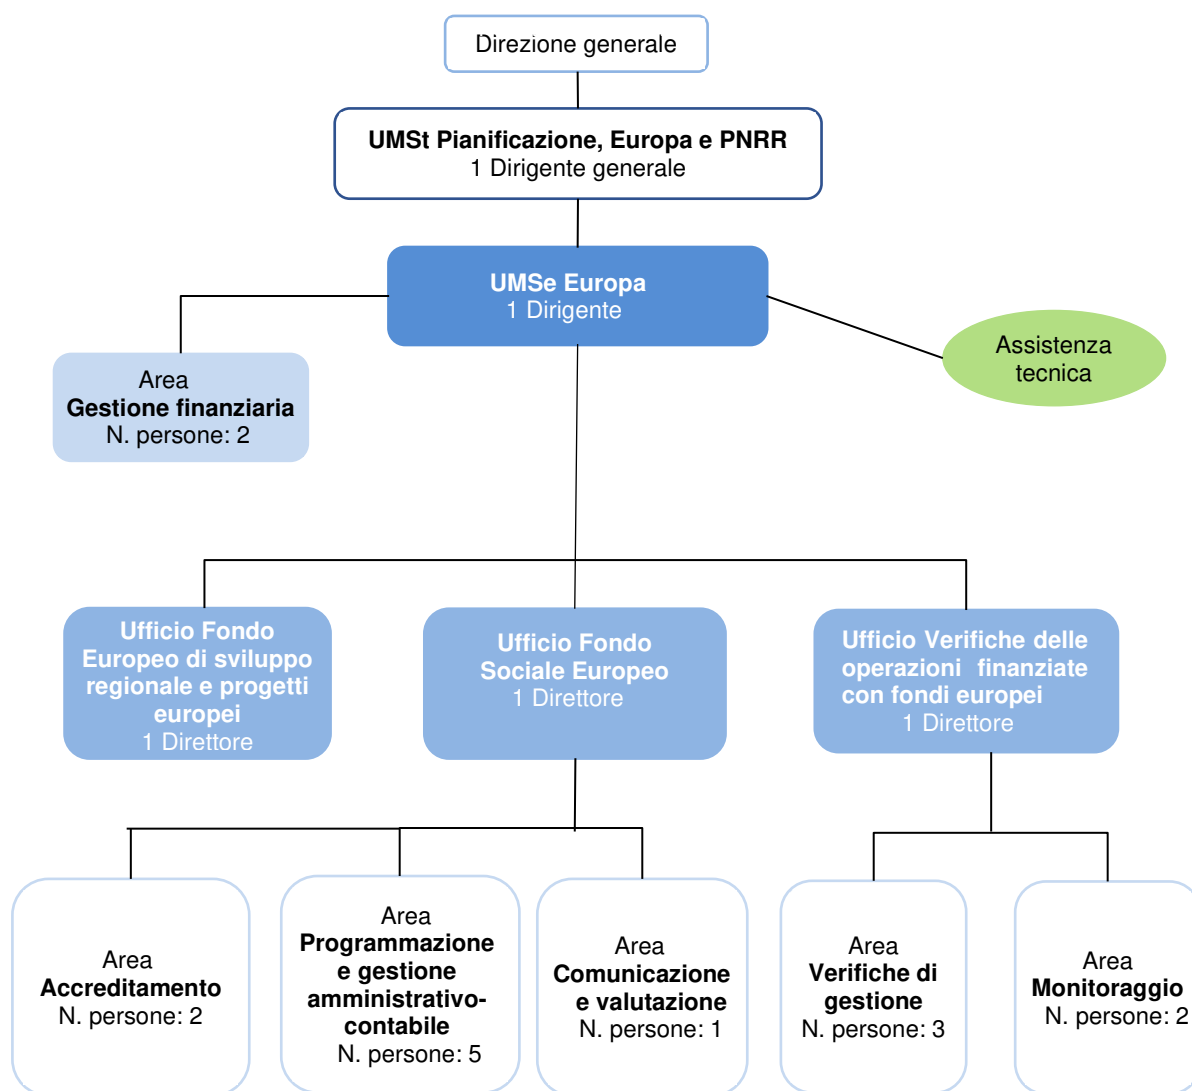 Direzione generale
UMSt Pianificazione, Europa e PNRR
1 Dirigente generale
UMSe Europa
1 Dirigente
Assistenza
tecnica
Area
Gestione finanziaria
N. persone: 2
Ufficio Fondo
Europeo di sviluppo
regionale e progetti
europei
1 Direttore
Ufficio Fondo
Sociale Europeo
1 Direttore
Ufficio Verifiche delle
operazioni finanziate
con fondi europei
1 Direttore
Area
Accreditamento
N. persone: 2
Area
Programmazione
e gestione
amministrativo-
contabile
N. persone: 5
Area
Comunicazione
e valutazione
N. persone: 1
Area
Verifiche di
gestione
N. persone: 3
Area
Monitoraggio
N. persone: 2